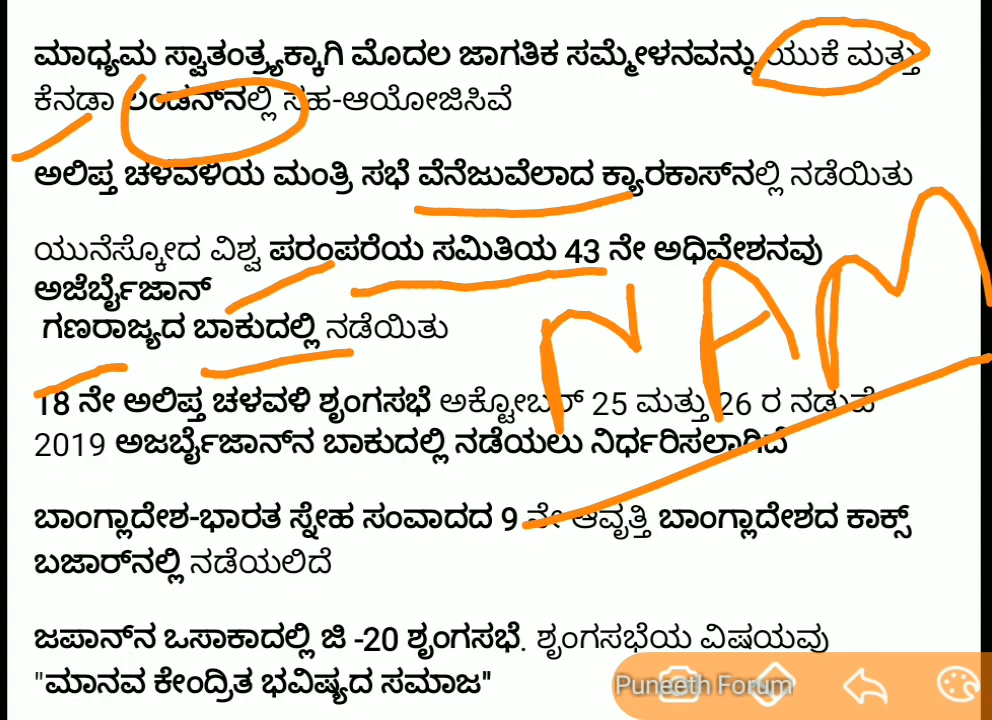 ಮಾಧ್ಯಮ ಸ್ವಾತಂತ್ರ್ಯಕ್ಕಾಗಿ ಮೊದಲ ಜಾಗತಿಕ ಸಮ್ಮೇಳನವನ್ನು ಯುಕೆ ಮತ್ತು
ಕೆನಡಾ ಲಂಡನ್‌ನಲ್ಲಿ ಸಹ-ಆಯೋಜಿಸಿವೆ
ಅಲಿಪ್ತ ಚಳವಳಿಯ ಮಂತ್ರಿ ಸಭೆ ವೆನೆಜುವೆಲಾದ ಕ್ಯಾರಕಾಸ್‌ನಲ್ಲಿ ನಡೆಯಿತು
ಯುನೆಸ್ಕೋದ ವಿಶ್ವ ಪರಂಪರೆಯ ಸಮಿತಿಯ 43 ನೇ ಅಧಿವೇಶನವು
ಅಜೆರ್ಬೈಜಾನ್
ಗಣರಾಜ್ಯದ ಬಾಕುದಲ್ಲಿ ನಡೆಯಿತು
NAM
18 ನೇ ಅಲಿಪ್ತ ಚಳವಳಿ ಶೃಂಗಸಭೆ ಅಕ್ಟೋಬರ್ 25 ಮತ್ತು 26 ರ ನಡುವೆ
2019 ಅಜರ್ಬೈಜಾನ್‌ನ ಬಾಕುದಲ್ಲಿ ನಡೆಯಲು ನಿರ್ಧರಿಸಲಾಗಿದೆ
ಬಾಂಗ್ಲಾದೇಶ-ಭಾರತ ಸ್ನೇಹ ಸಂವಾದದ 9 ನೇ ಆವೃತ್ತಿ ಬಾಂಗ್ಲಾದೇಶದ ಕಾಕ್ಸ್
ಬಜಾರ್‌ನಲ್ಲಿ ನಡೆಯಲಿದೆ
ಜಪಾನ್‌ನ ಒಸಾಕಾದಲ್ಲಿ ಜಿ -20 ಶೃಂಗಸಭೆ. ಶೃಂಗಸಭೆಯ ವಿಷಯವು
"ಮಾನವ ಕೇಂದ್ರಿತ ಭವಿಷ್ಯದ ಸಮಾಜ"
Puneeth Forum